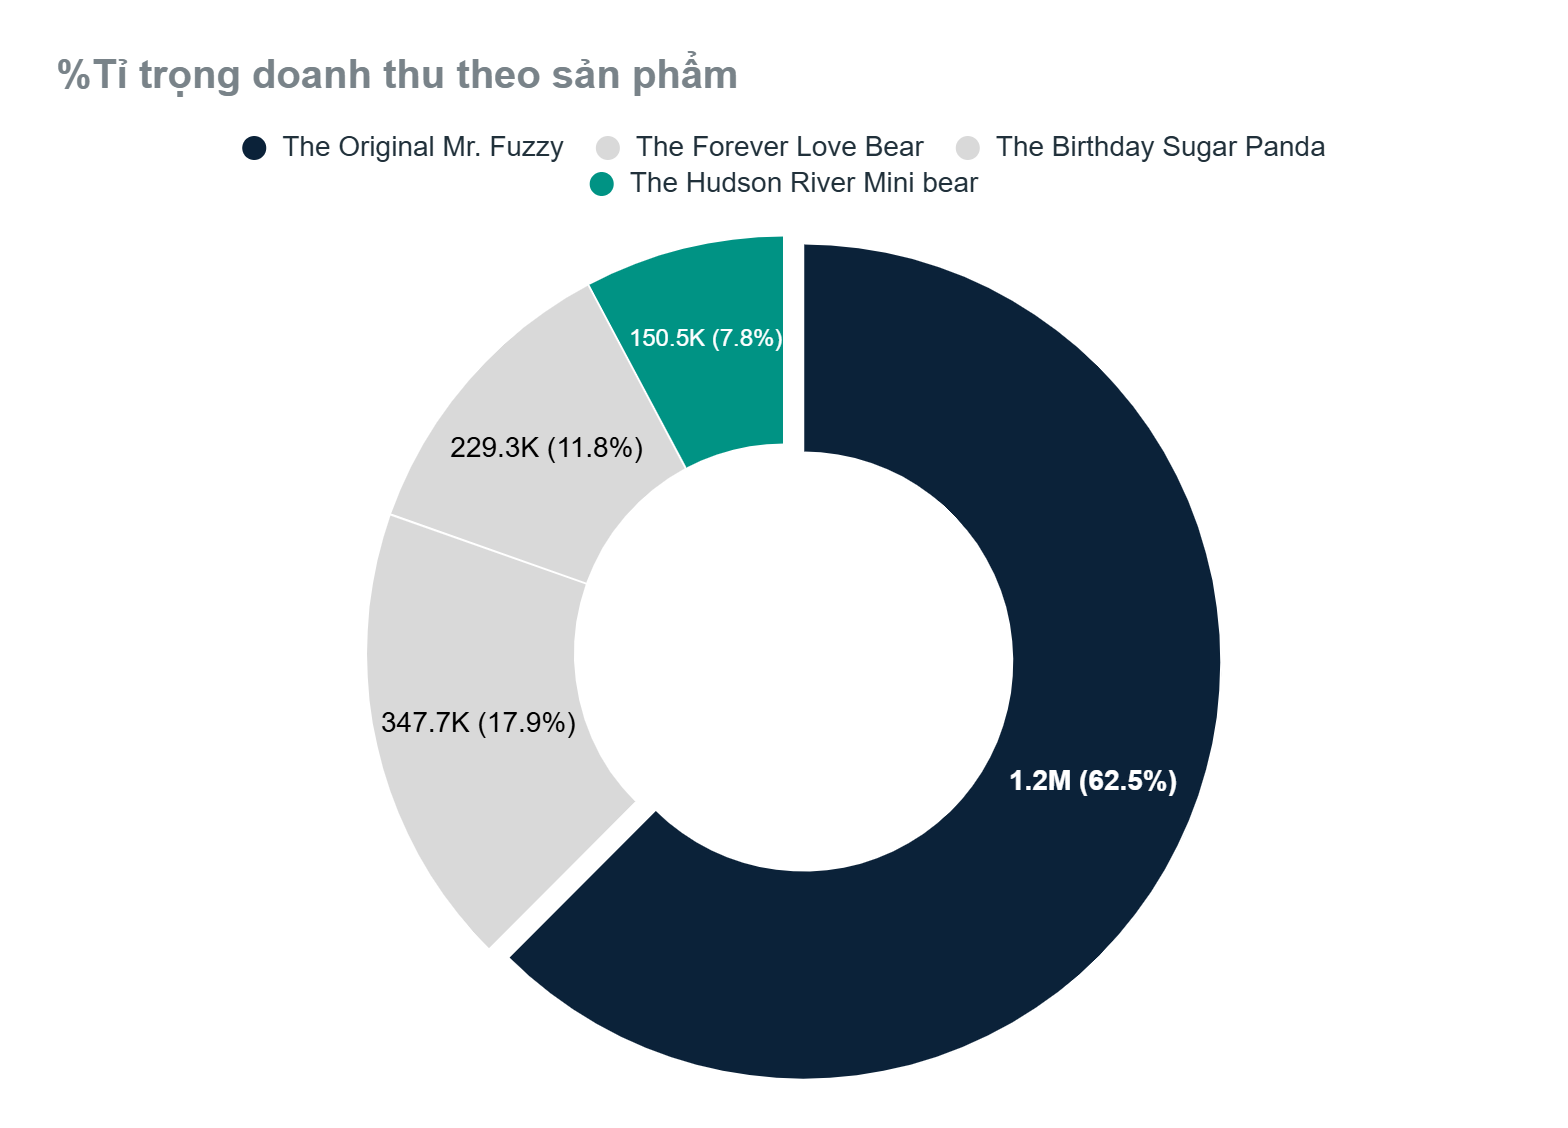 %Tỉ trọng doanh thu theo sản phẩm
The Original Mr. Fuzzy
The Forever Love Bear
The Birthday Sugar Panda
The Hudson River Mini bear
150.5K (7.8%)
229.3K (11.8%)
347.7K (17.9%)
1.2M (62.5%)